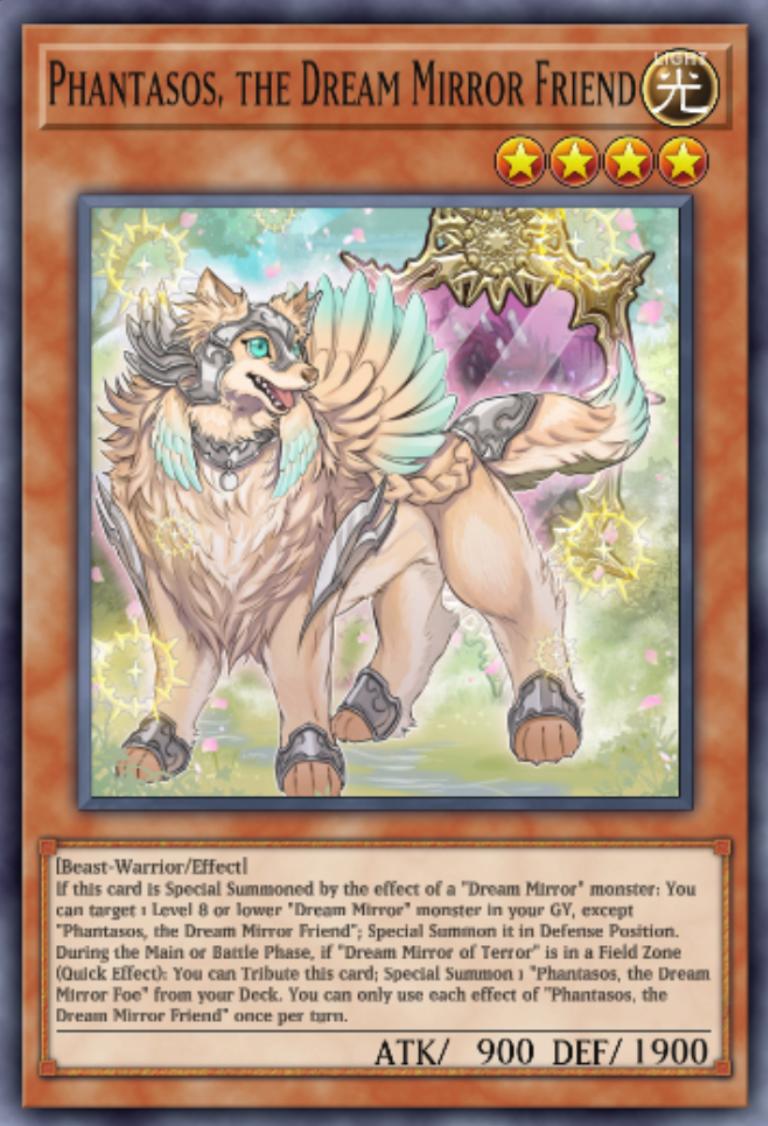 PHANTASOS, THE DREAM MIRROR FRIEND
LIGHT
光
[Beast-Warrior/Effect]
If this card is Special Summoned by the effect of a "Dream Mirror" monster: You
can target 1 Level 8 or lower "Dream Mirror" monster in your GY, except
"Phantasos, the Dream Mirror Friend"; Special Summon it in Defense Position.
During the Main or Battle Phase, if "Dream Mirror of Terror" is in a Field Zone
(Quick Effect): You can Tribute this card; Special Summon 1 "Phantasos, the Dream
Mirror Foe" from your Deck. You can only use each effect of "Phantasos, the
Dream Mirror Friend" once per turn.
ATK/ 900 DEF/ 1900